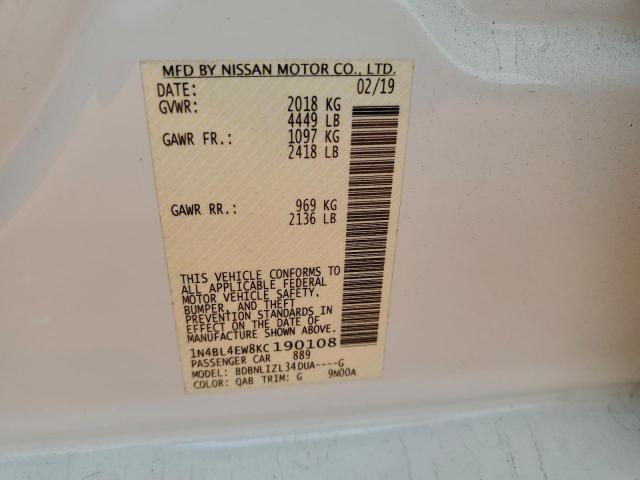 MFD BY NISSAN MOTOR CO., LTD.
DATE: 02/19
GVWR: 2018 KG
4449 LB
GAWR FR.: 1097 KG
2418 LB
GAWR RR.: 969 KG
2136 LB
THIS VEHICLE CONFORMS TO
ALL APPLICABLE FEDERAL
MOTOR VEHICLE SAFETY,
BUMPER, AND THEFT
PREVENTION STANDARDS IN
EFFECT ON THE DATE OF
MANUFACTURE SHOWN ABOVE.
1N4BL4EW8KC190108
PASSENGER CAR 889
MODEL: BDBNLIZL34DUA----G
COLOR: QAB TRIM: G 9N00A